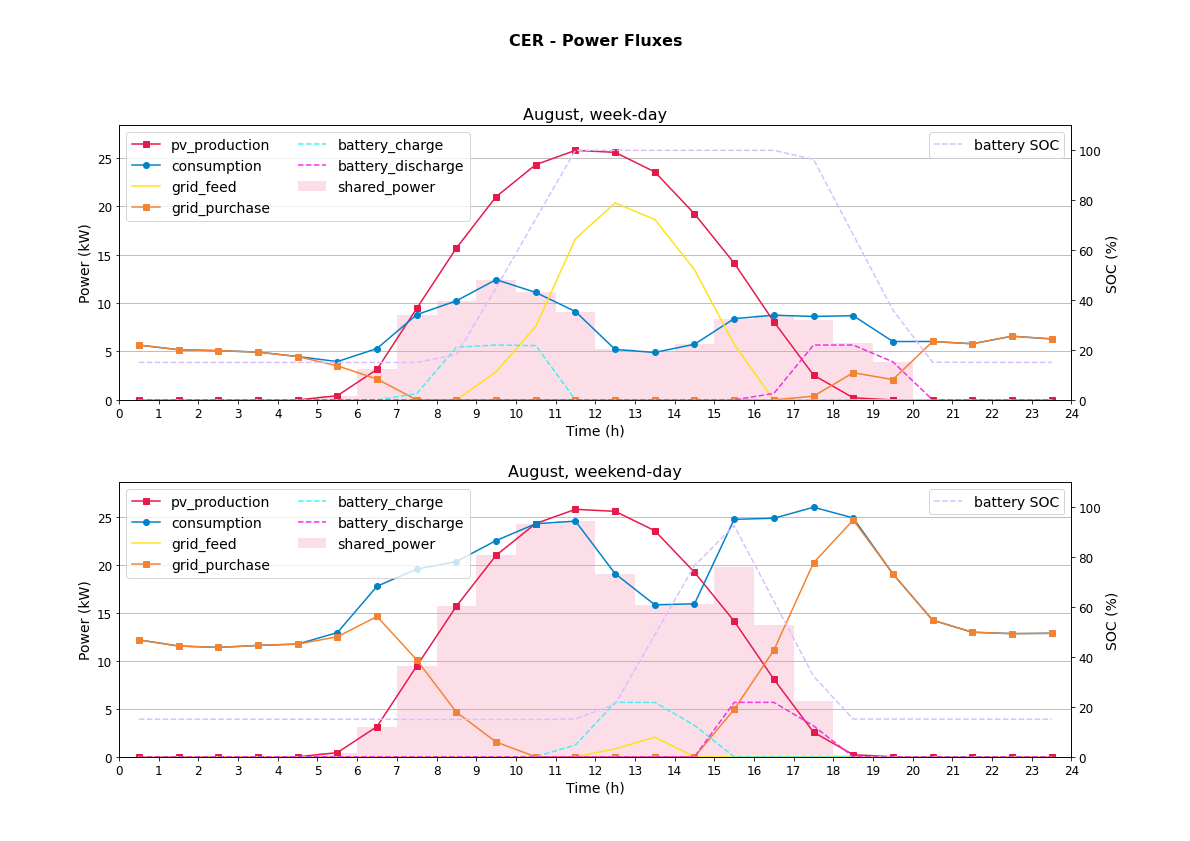 CER - Power Fluxes
August, week-day
pv_production
consumption
grid_feed
grid_purchase
battery_charge
battery_discharge
shared_power
battery SOC
Power (kW)
0
5
10
15
20
25
SOC (%)
0
20
40
60
80
100
0 1 2 3 4 5 6 7 8 9 10 11 12 13 14 15 16 17 18 19 20 21 22 23 24
Time (h)
August, weekend-day
pv_production
consumption
grid_feed
grid_purchase
battery_charge
battery_discharge
shared_power
battery SOC
Power (kW)
0
5
10
15
20
25
SOC (%)
0
20
40
60
80
100
0 1 2 3 4 5 6 7 8 9 10 11 12 13 14 15 16 17 18 19 20 21 22 23 24
Time (h)